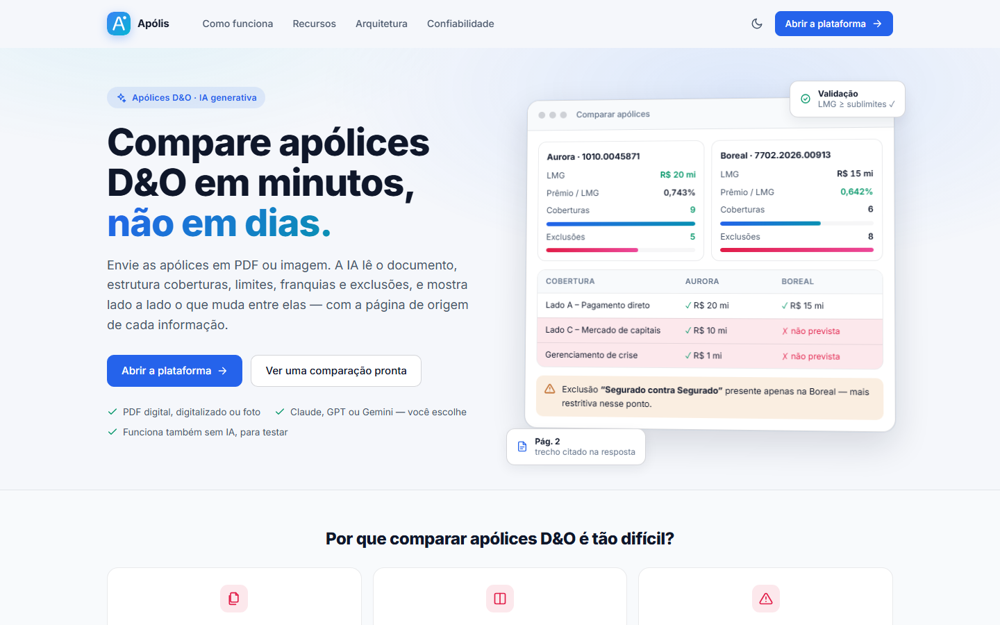 Apólis
Como funciona
Recursos
Arquitetura
Confiabilidade
Abrir a plataforma →
Apólices D&O · IA generativa
Compare apólices
D&O em minutos,
não em dias.
Envie as apólices em PDF ou imagem. A IA lê o documento,
estrutura coberturas, limites, franquias e exclusões, e mostra
lado a lado o que muda entre elas — com a página de origem
de cada informação.
Abrir a plataforma →
Ver uma comparação pronta
✓ PDF digital, digitalizado ou foto
✓ Claude, GPT ou Gemini — você escolhe
✓ Funciona também sem IA, para testar
Validação
LMG ≥ sublimites ✓
Comparar apólices
Aurora · 1010.0045871
LMG R$ 20 mi
Prêmio / LMG 0,743%
Coberturas 9
Exclusões 5
Boreal · 7702.2026.00913
LMG R$ 15 mi
Prêmio / LMG 0,642%
Coberturas 6
Exclusões 8
COBERTURA AURORA BOREAL
Lado A – Pagamento direto ✓ R$ 20 mi ✓ R$ 15 mi
Lado C – Mercado de capitais ✓ R$ 10 mi ✗ não prevista
Gerenciamento de crise ✓ R$ 1 mi ✗ não prevista
Exclusão “Segurado contra Segurado” presente apenas na Boreal — mais
restritiva nesse ponto.
Pág. 2
trecho citado na resposta
Por que comparar apólices D&O é tão difícil?